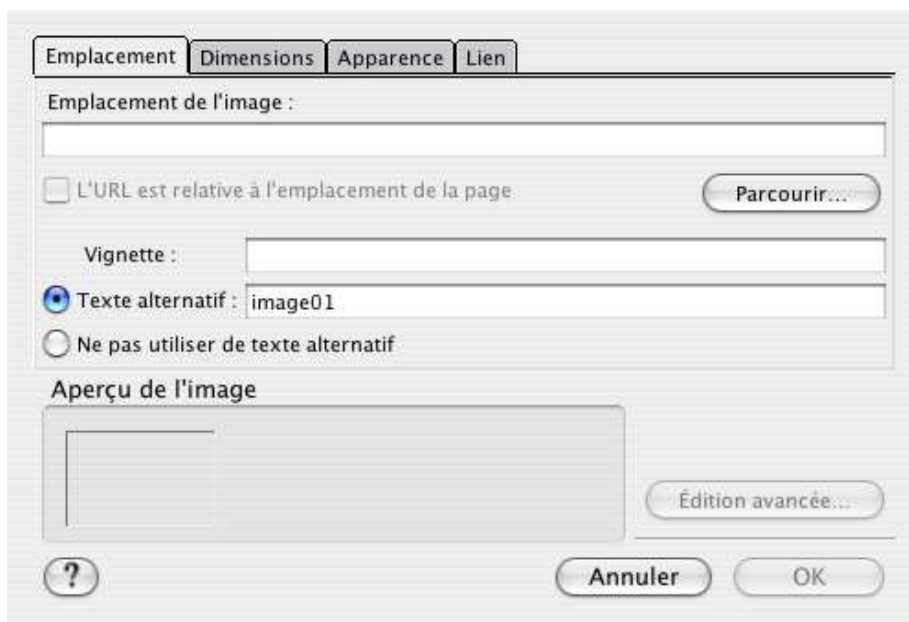 Emplacement Dimensions Apparence Lien
Emplacement de l'image :
L'URL est relative à l'emplacement de la page
Parcourir...
Vignette :
Texte alternatif : image01
Ne pas utiliser de texte alternatif
Aperçu de l'image
Édition avancée...
? Annuler OK